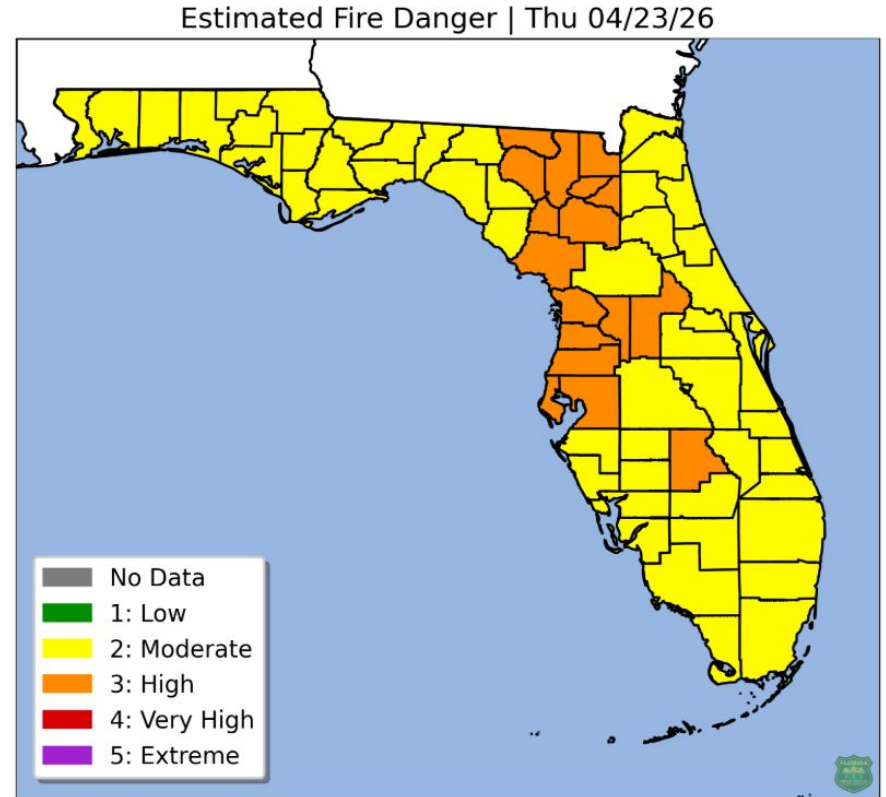 Estimated Fire Danger | Thu 04/23/26
No Data
1: Low
2: Moderate
3: High
4: Very High
5: Extreme
FLORIDA